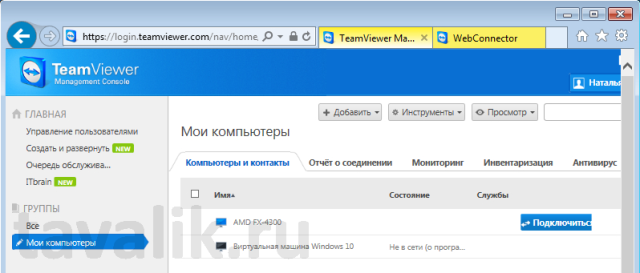 https://login.teamviewer.com/nav/home,
TeamViewer Ma...
WebConnector
TeamViewer
Management Console
Наталья
ГЛАВНАЯ
Управление пользователями
Создать и развернуть NEW
Очередь обслужива...
ITbrain NEW
ГРУППЫ
Все
Мои компьютеры
+ Добавить
Инструменты
Просмотр
Мои компьютеры
Компьютеры и контакты
Отчёт о соединении
Мониторинг
Инвентаризация
Антивирус
Имя
Состояние
Службы
AMD FX-4300
Подключиться
Виртуальная машина Windows 10
Не в сети (о програ...
tavalik.ru